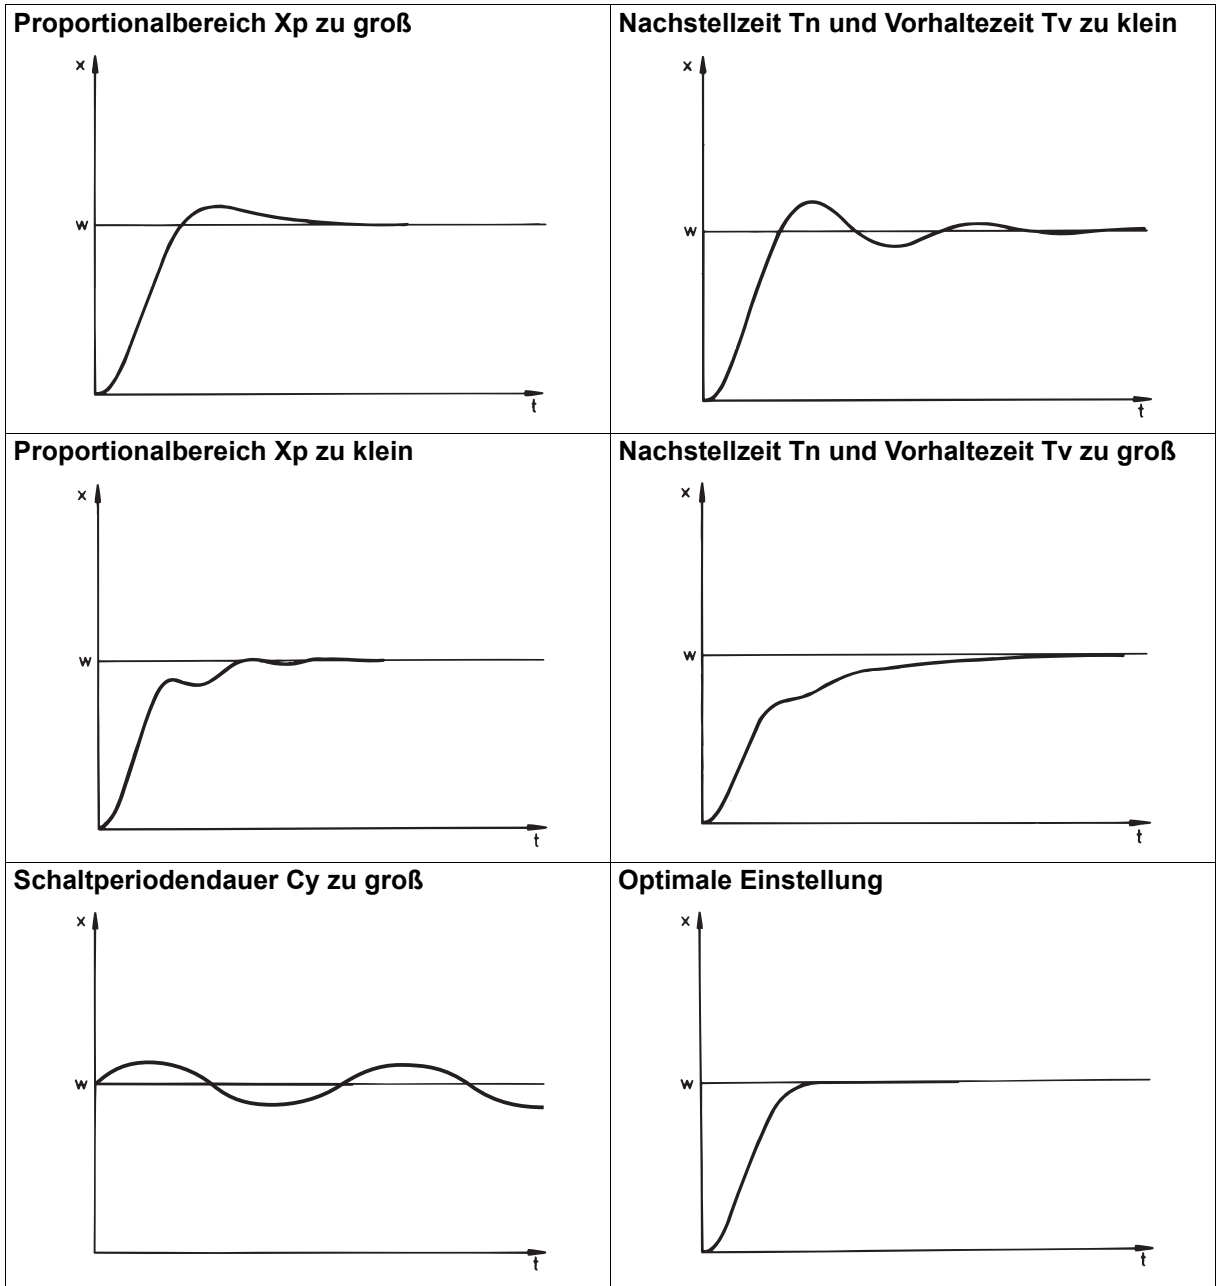 Proportionalbereich Xp zu groß
x
w
t
Nachstellzeit Tn und Vorhaltezeit Tv zu klein
x
w
t
Proportionalbereich Xp zu klein
x
w
t
Nachstellzeit Tn und Vorhaltezeit Tv zu groß
x
w
t
Schaltperiodendauer Cy zu groß
x
w
t
Optimale Einstellung
x
w
t